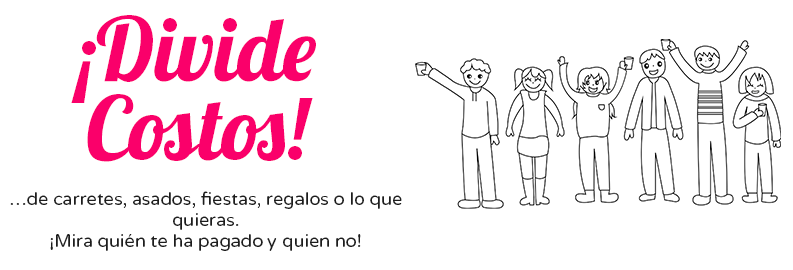 ¡Divide
Costos!
...de carretes, asados, fiestas, regalos o lo que
quieras.
¡Mira quién te ha pagado y quien no!